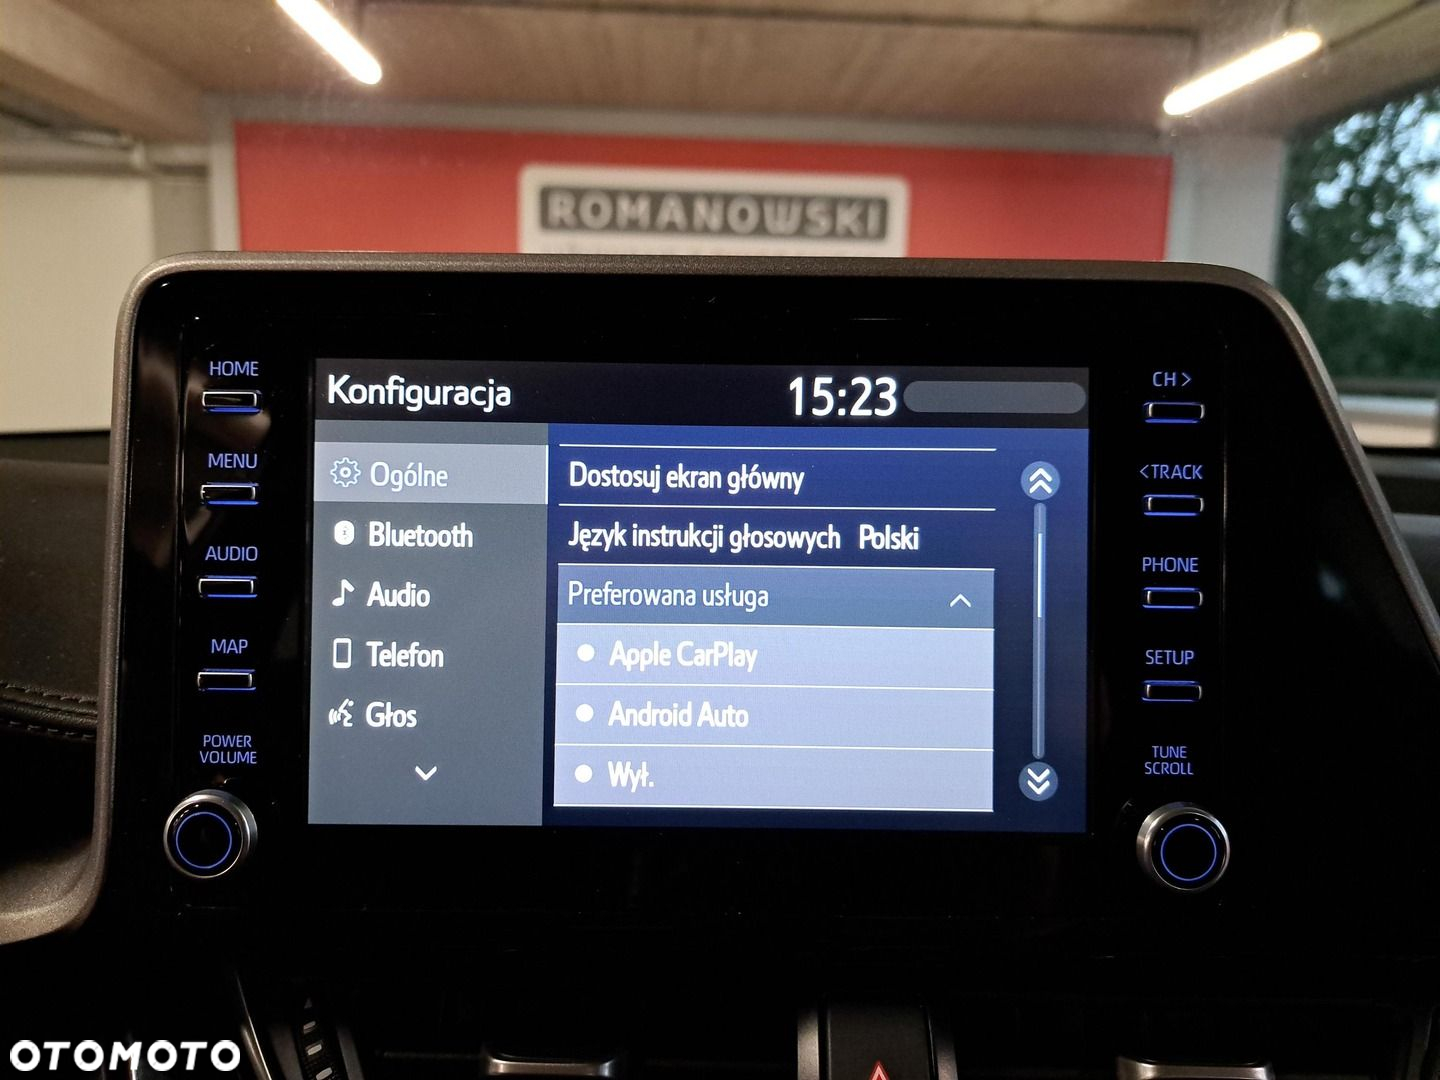 ROMANOWSKI
HOME
MENU
AUDIO
MAP
POWER
VOLUME
Konfiguracja
15:23
Ogólne
Bluetooth
Audio
Telefon
Głos
Dostosuj ekran główny
Język instrukcji głosowych Polski
Preferowana usługa
Apple CarPlay
Android Auto
Wył.
CH >
<TRACK
PHONE
SETUP
TUNE
SCROLL
OTOMOTO